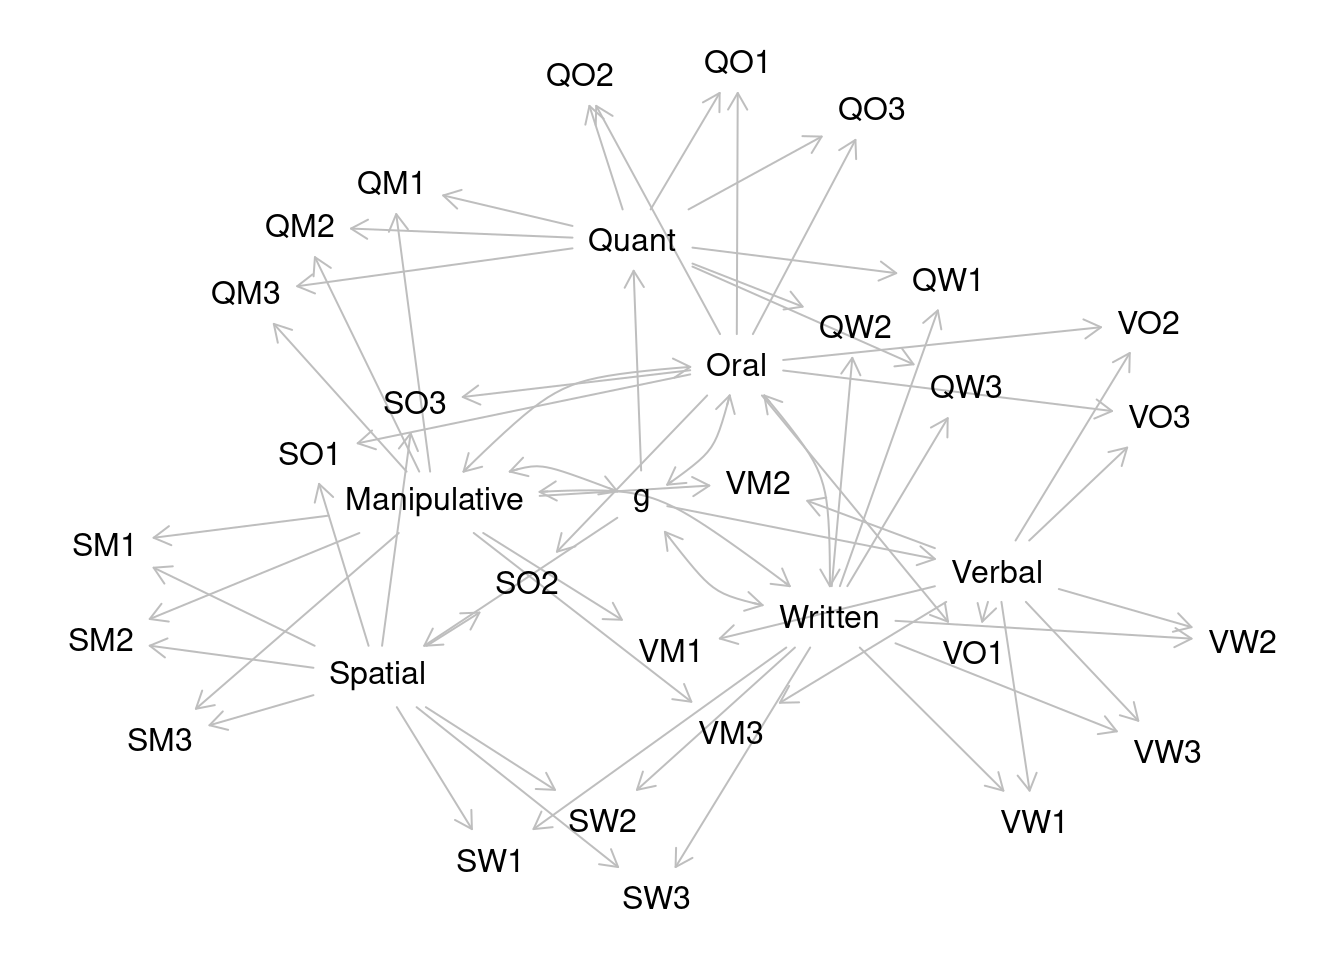 QO1
QO2
QO3
QM1
QM2
Quant
QW1
QM3
VO2
QW2
Oral
QW3
SO3
VO3
SO1
VM2
g
Manipulative
SM1
Verbal
SO2
Written
SM2
VW2
VM1
VO1
Spatial
VM3
SM3
VW3
SW2
VW1
SW1
SW3